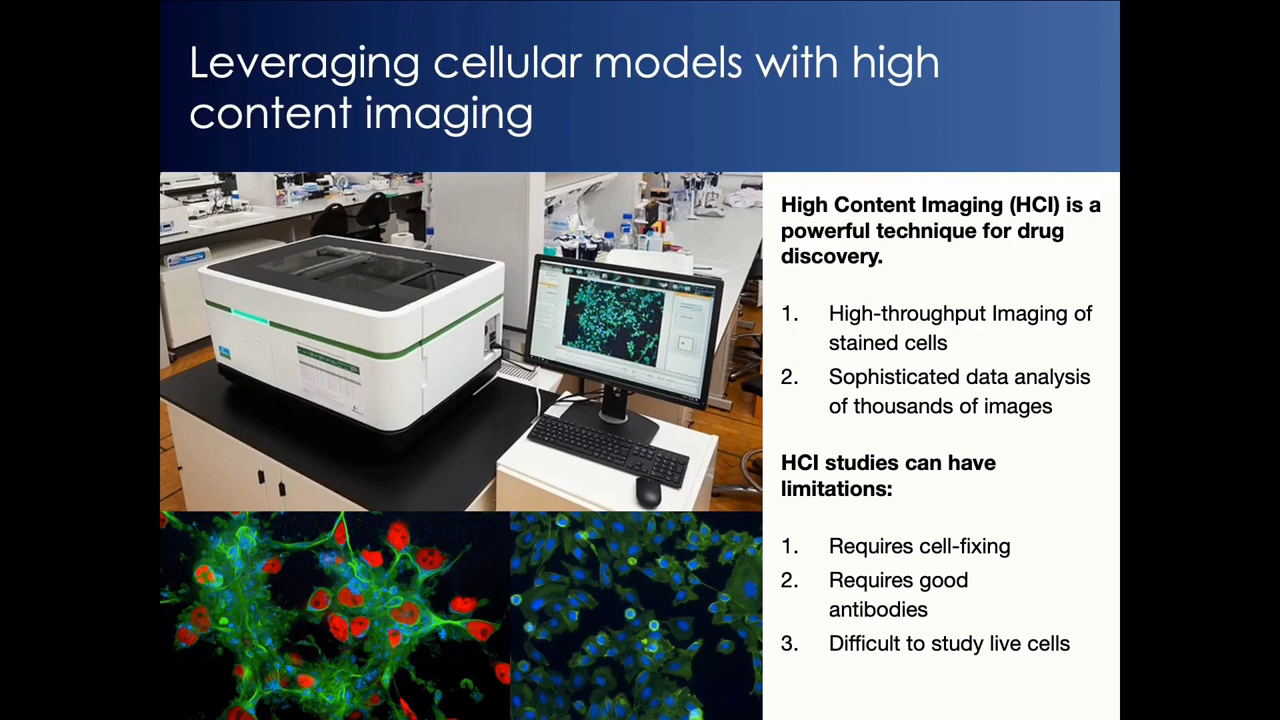 Leveraging cellular models with high
content imaging
High Content Imaging (HCI) is a
powerful technique for drug
discovery.
1. High-throughput Imaging of
stained cells
2. Sophisticated data analysis
of thousands of images
HCI studies can have
limitations:
1. Requires cell-fixing
2. Requires good
antibodies
3. Difficult to study live cells